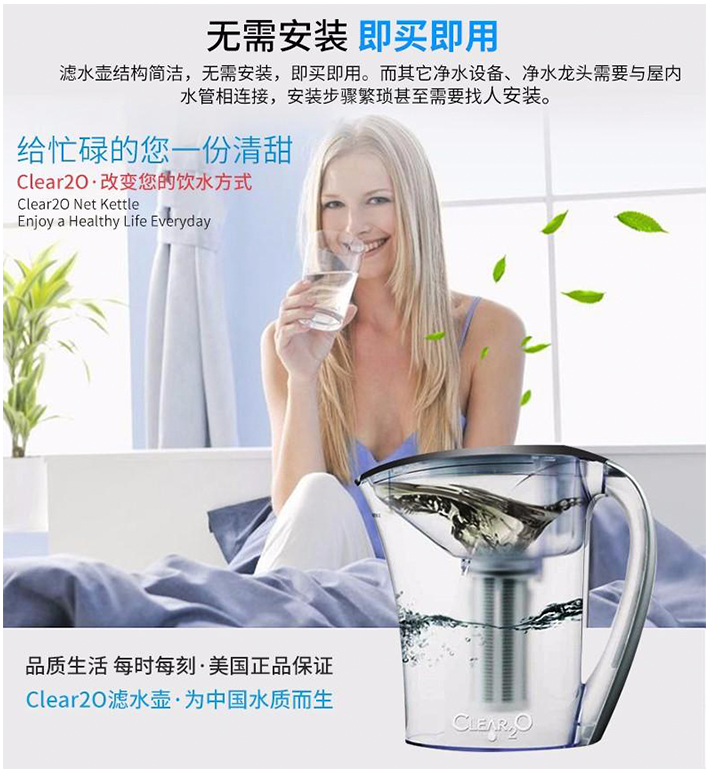 无需安装 即买即用
滤水壶结构简洁，无需安装，即买即用。而其它净水设备、净水龙头需要与屋内
水管相连接，安装步骤繁琐甚至需要找人安装。
给忙碌的您一份清甜
Clear2O·改变您的饮水方式
Clear2O Net Kettle
Enjoy a Healthy Life Everyday
品质生活 每时每刻·美国正品保证
Clear2O滤水壶·为中国水质而生
CLEAR2O